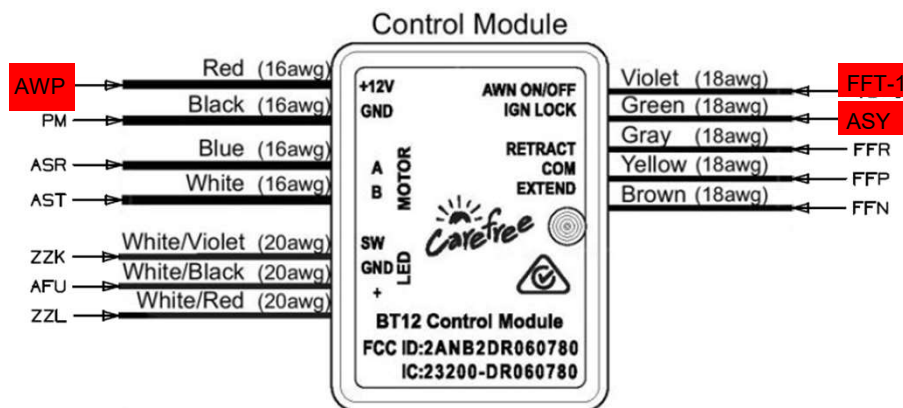 Control Module
AWP Red (16awg) +12V AWN ON/OFF Violet (18awg) FFT-1
PM Black (16awg) GND IGN LOCK Green (18awg) ASY
ASR Blue (16awg) A RETRACT Gray (18awg) FFR
AST White (16awg) B MOTOR COM Yellow (18awg) FFP
EXTEND Brown (18awg) FFN
Carefree
ZZK White/Violet (20awg) SW
AFU White/Black (20awg) GND LED
ZZL White/Red (20awg) +
BT12 Control Module
FCC ID:2ANB2DR060780
IC:23200-DR060780